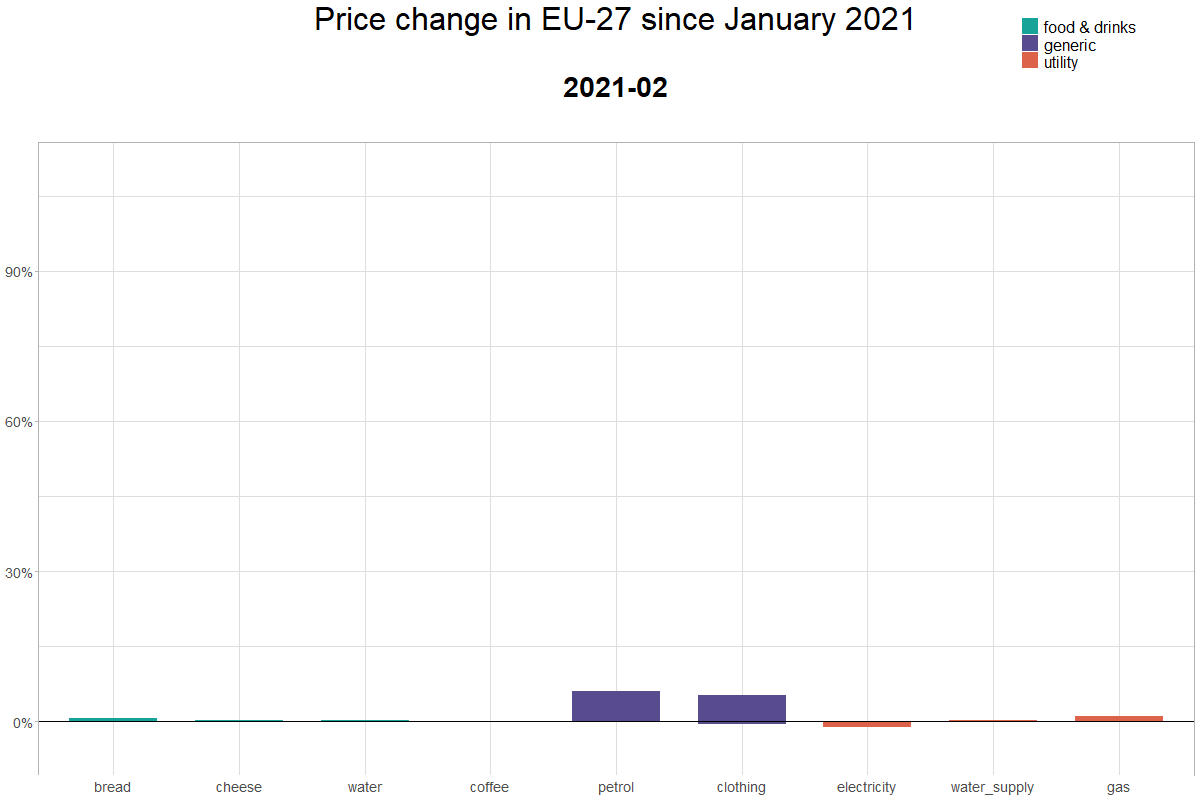 Price change in EU-27 since January 2021
food & drinks
generic
utility
2021-02
90%
60%
30%
0%
bread cheese water coffee petrol clothing electricity water_supply gas